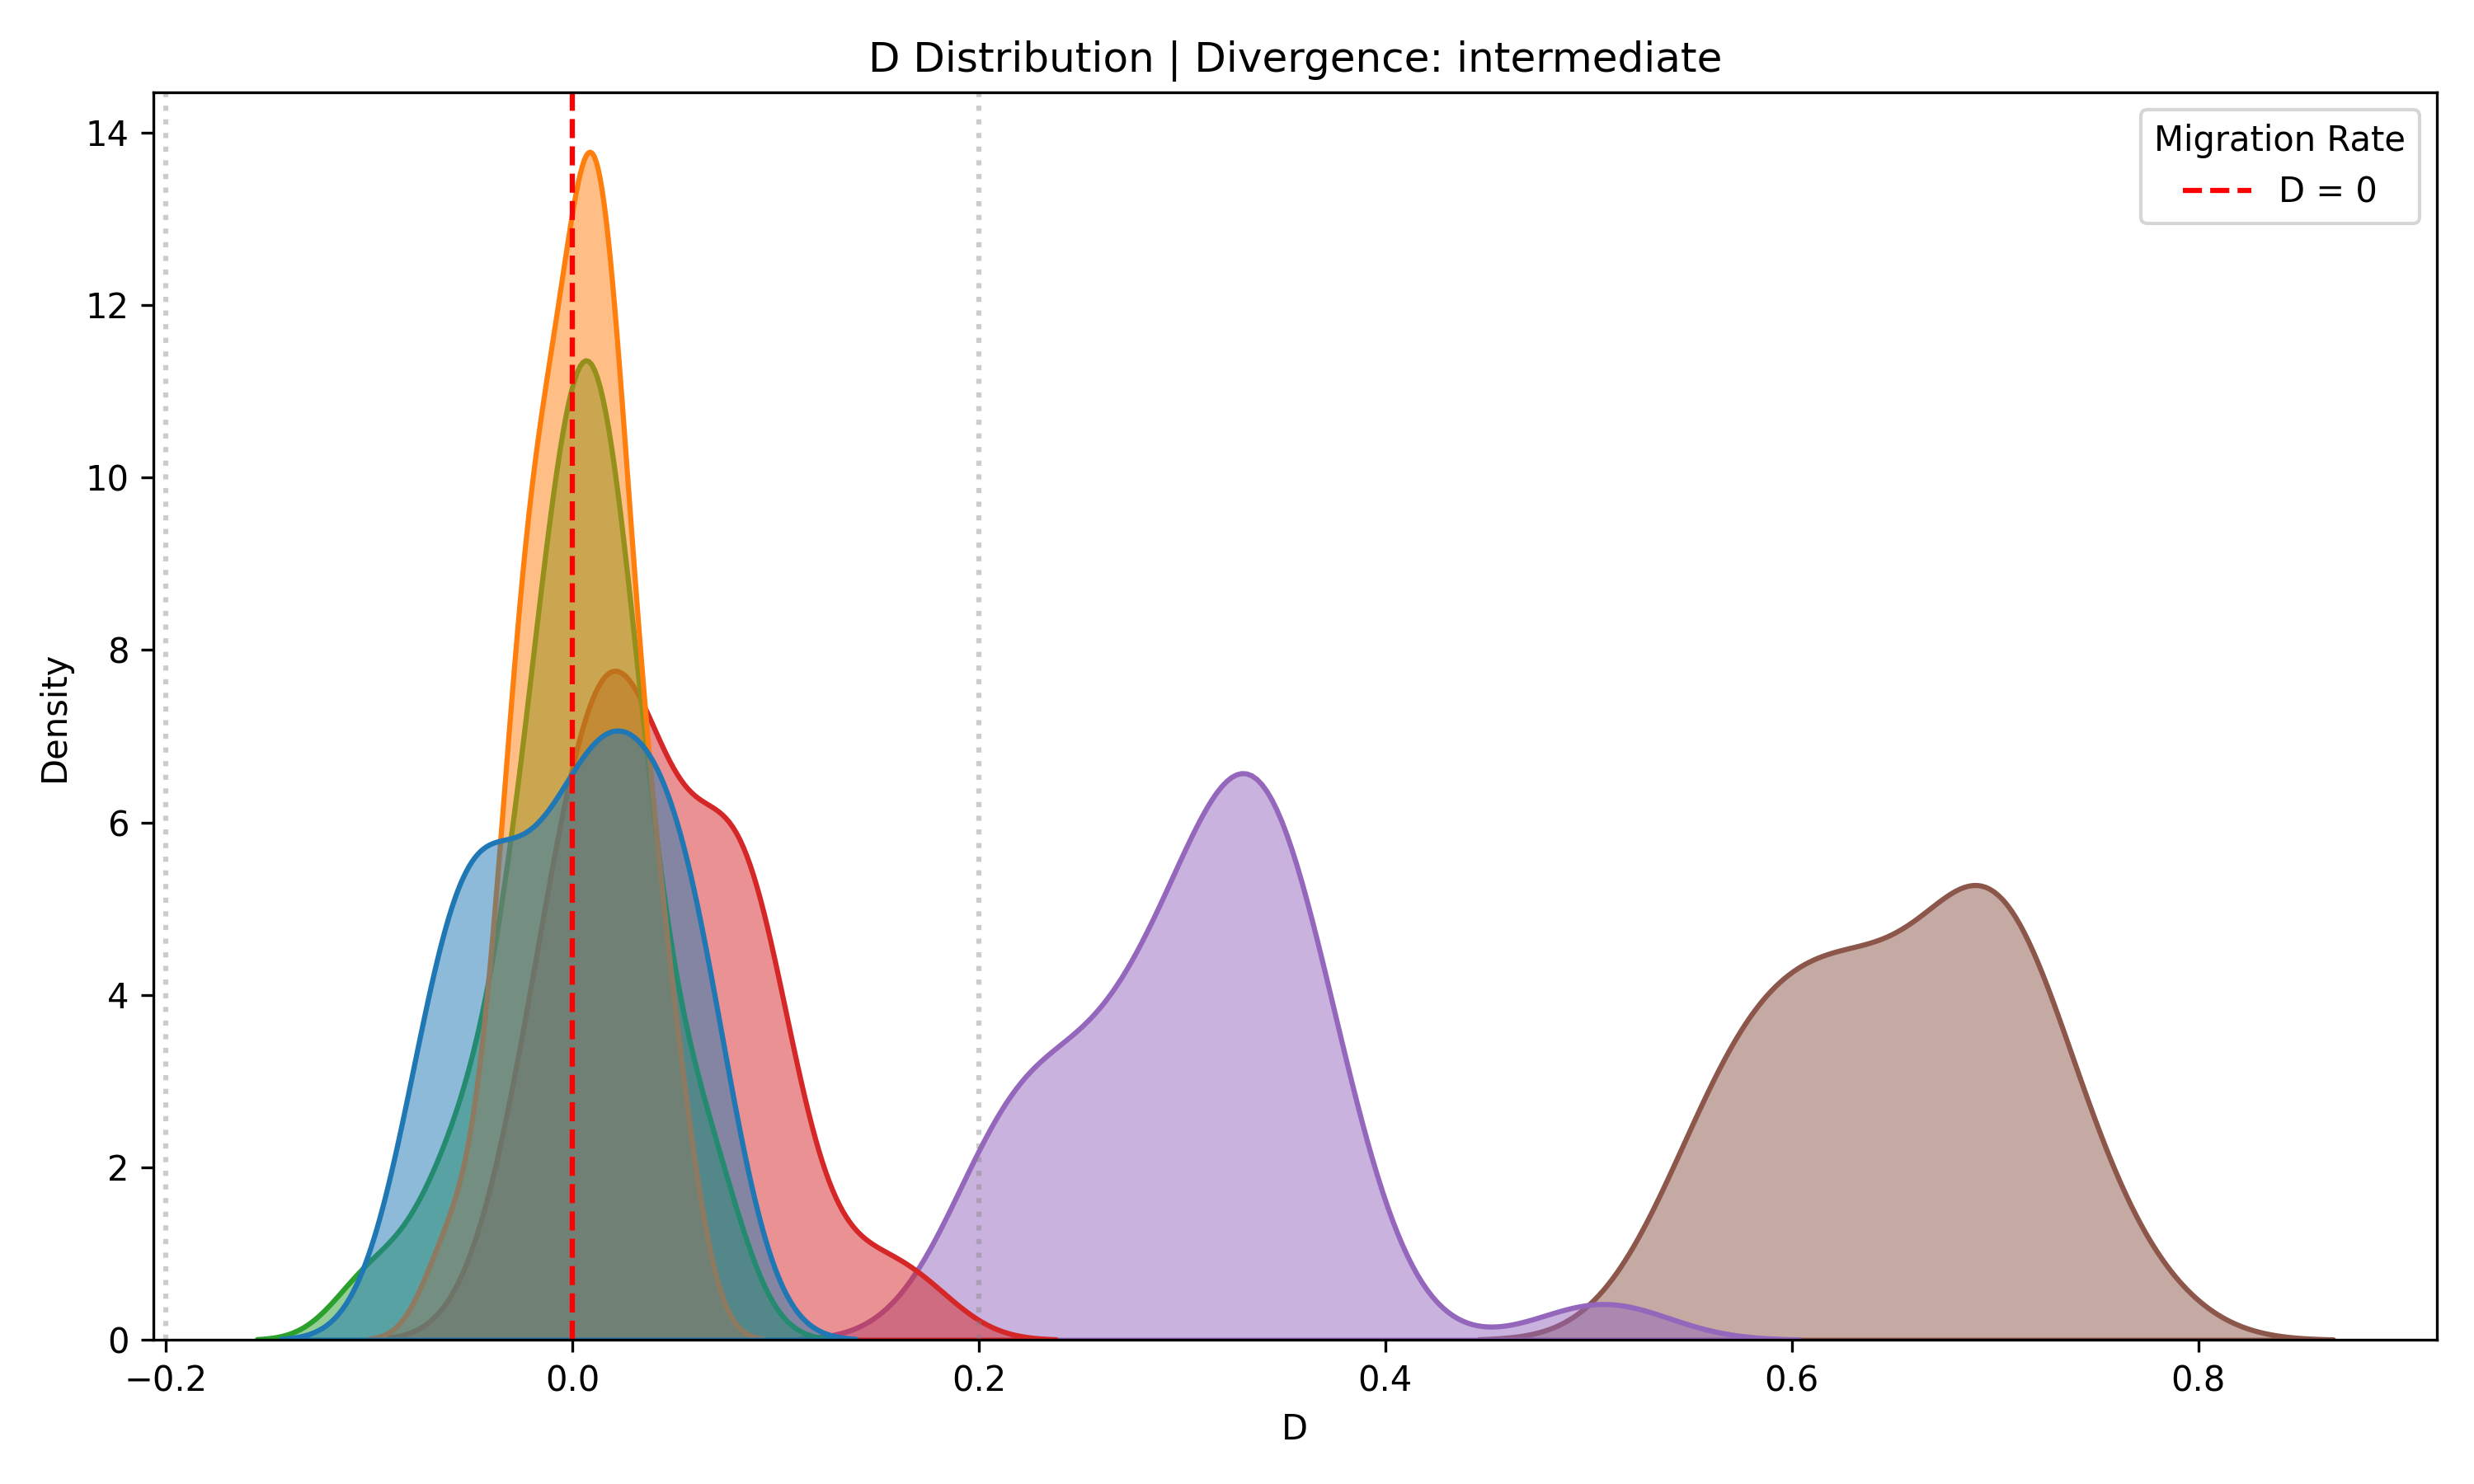 D Distribution | Divergence: intermediate
Migration Rate
D = 0
Density
14
12
10
8
6
4
2
0
−0.2
0.0
0.2
0.4
0.6
0.8
D